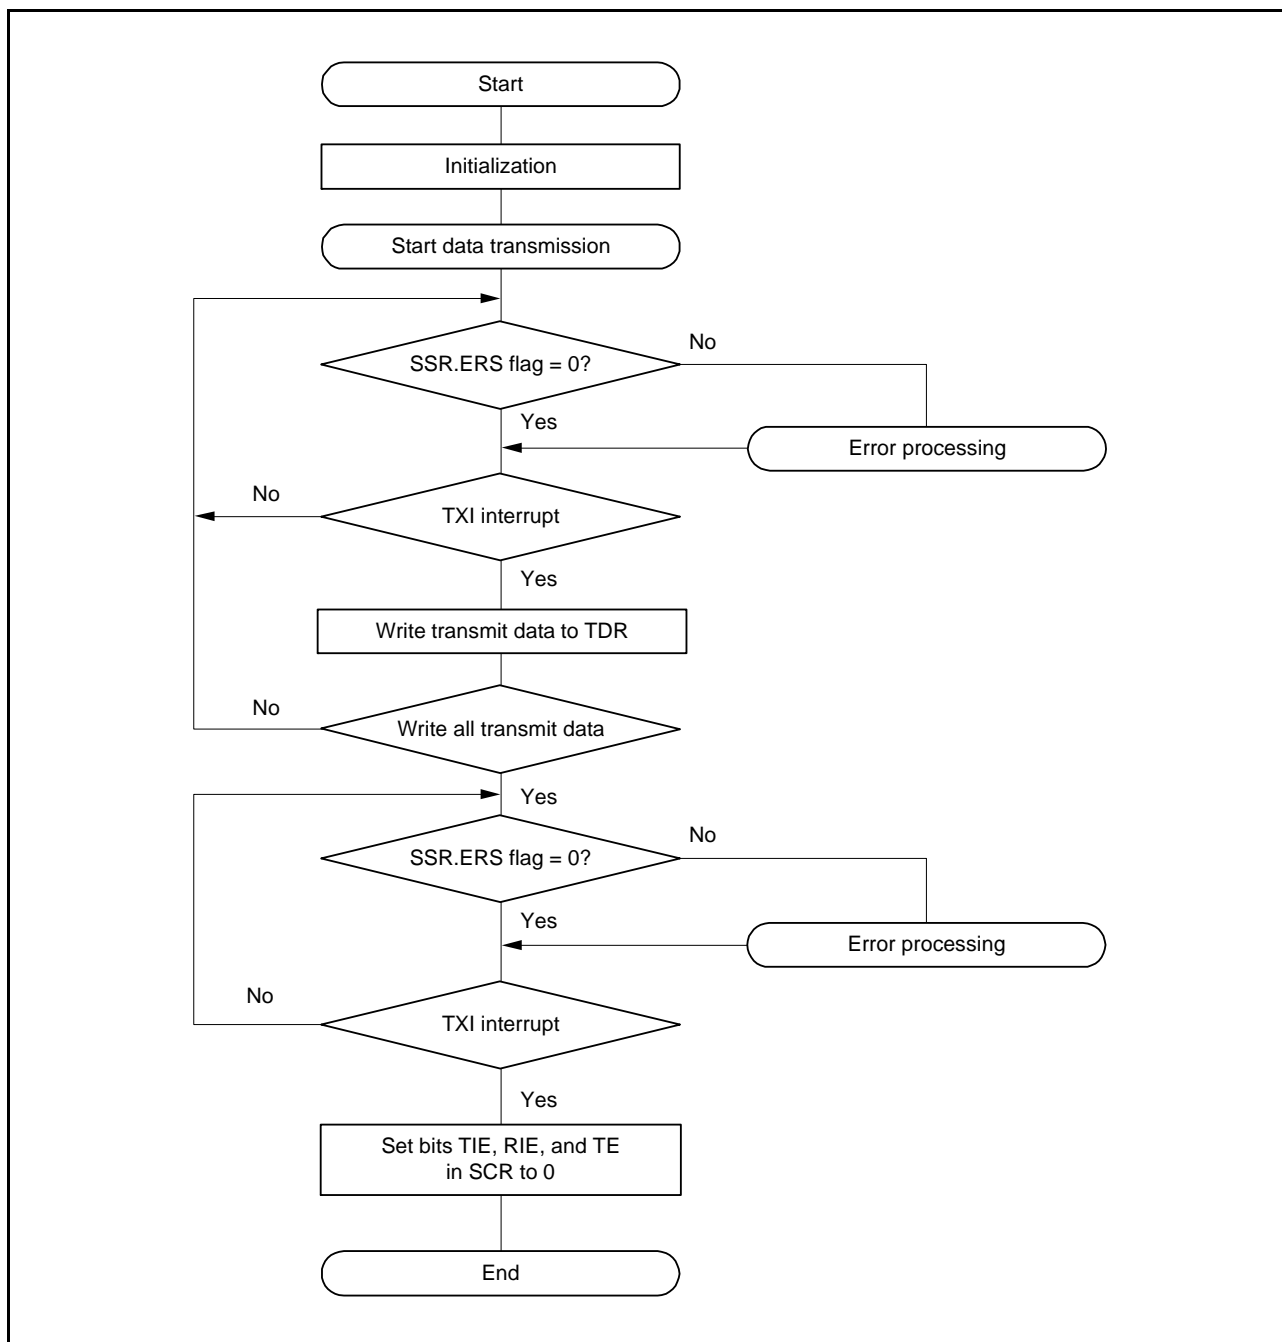 Start
Initialization
Start data transmission
SSR.ERS flag = 0?
No
Yes
Error processing
No
TXI interrupt
Yes
Write transmit data to TDR
No
Write all transmit data
Yes
SSR.ERS flag = 0?
No
Yes
Error processing
No
TXI interrupt
Yes
Set bits TIE, RIE, and TE
in SCR to 0
End